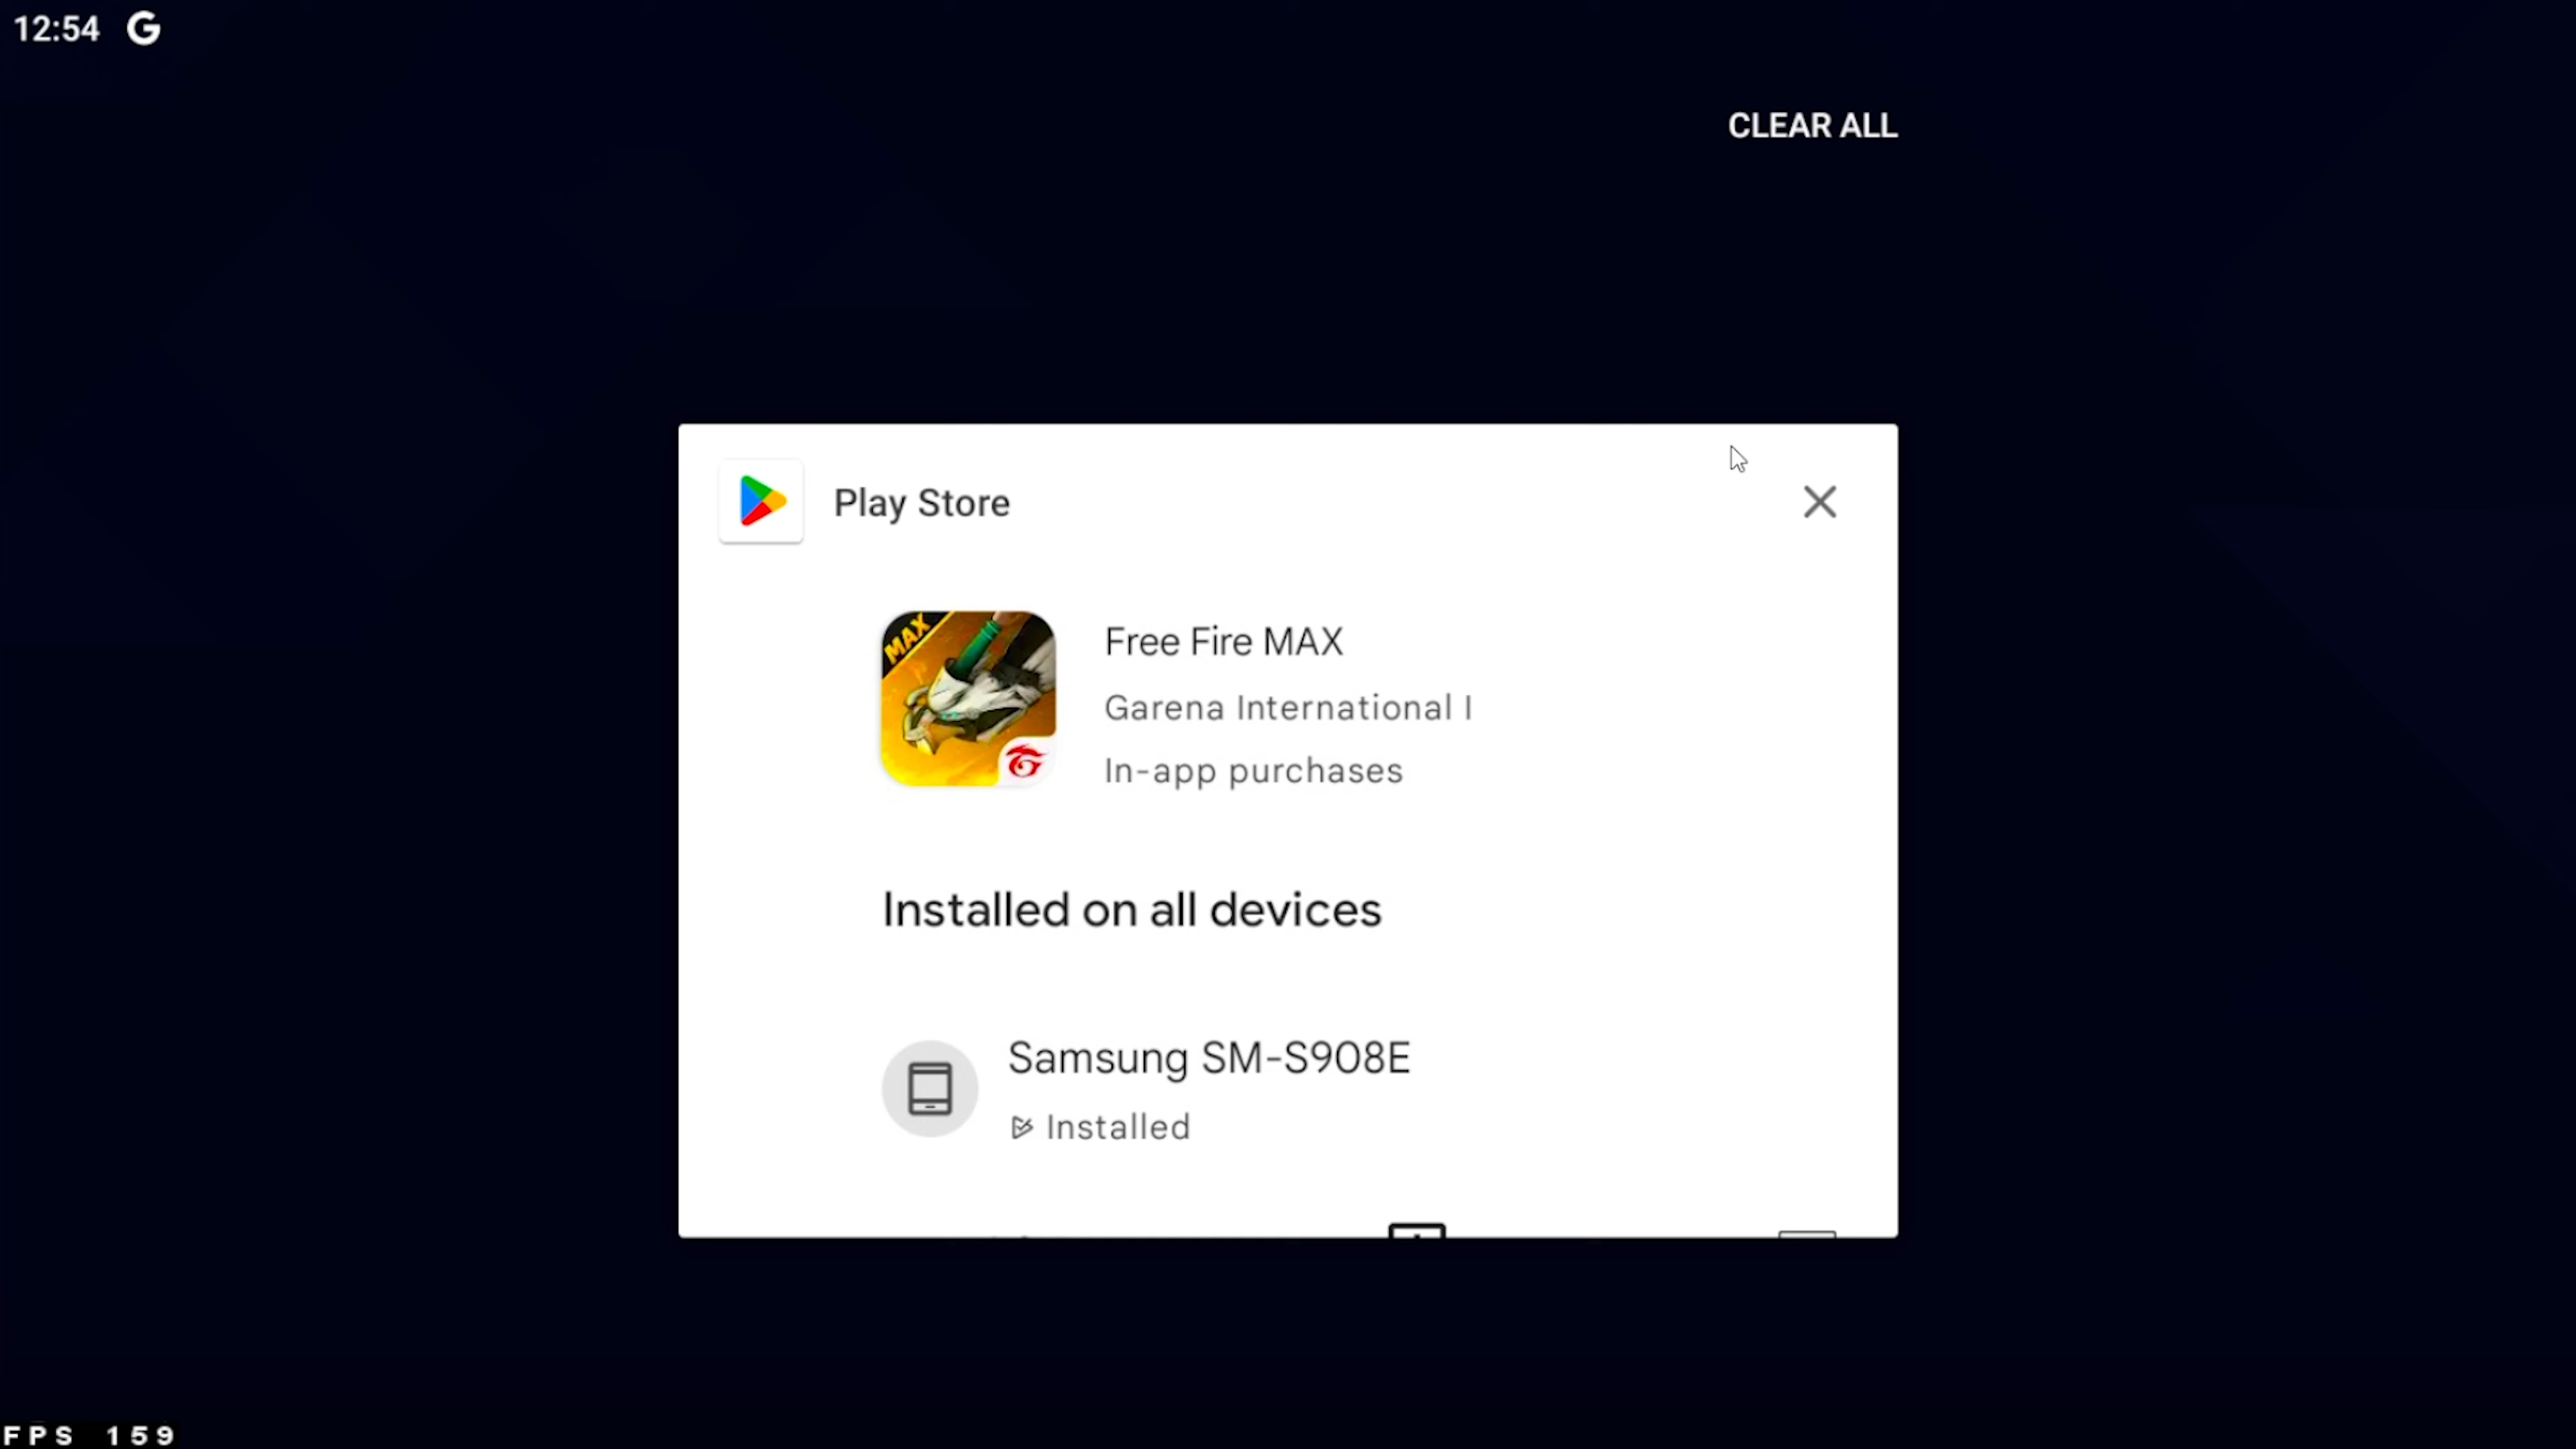 12:54 G
CLEAR ALL
Play Store
MAX
Free Fire MAX
Garena International I
In-app purchases
Installed on all devices
Samsung SM-S908E
Installed
FPS 159